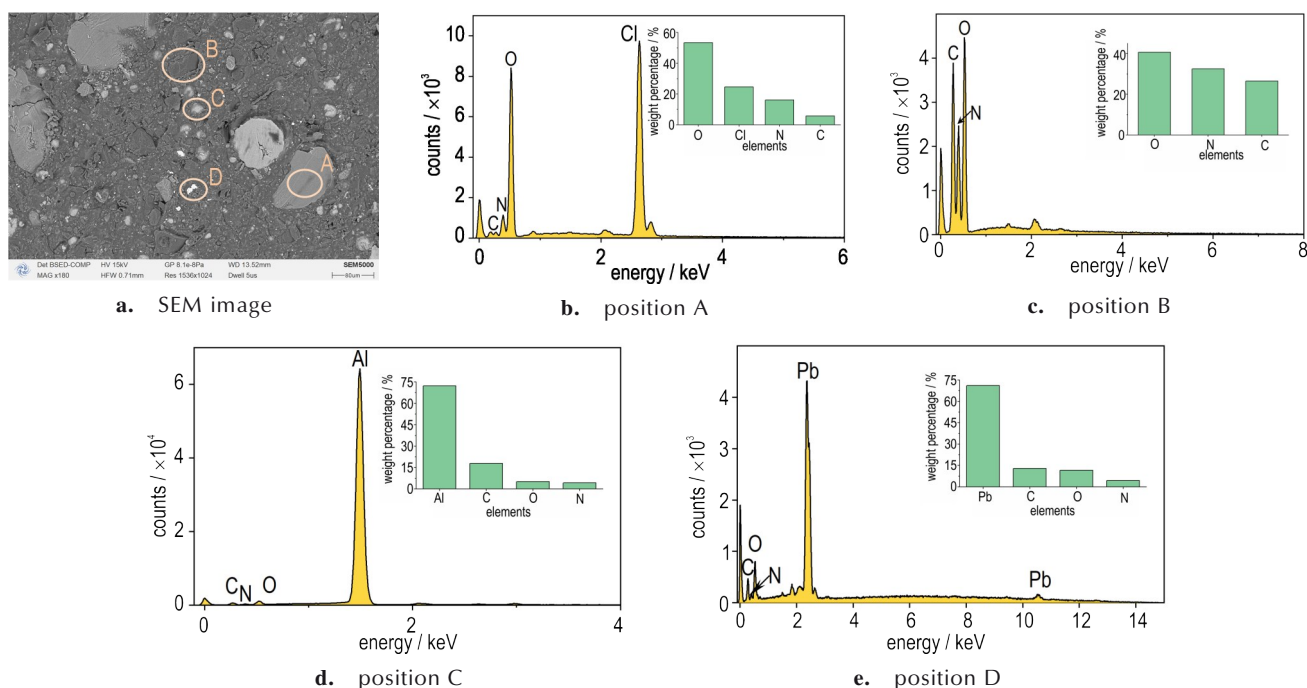 B
C
D
A
Det BSED-COMP HV 15kV GP 8.1e-8Pa WD 13.52mm SEM5000
MAG x180 HFW 0.71mm Res 1536x1024 Dwell 5us 80um
a. SEM image
counts / ×10³
10
8
6
4
2
0
C N O Cl
0 2 4 6
energy / keV
weight percentage / %
60
40
20
0
O Cl N C
elements
b. position A
counts / ×10³
4
3
2
1
0
C N O
0 2 4 6 8
energy / keV
weight percentage / %
60
40
20
0
O N C
elements
c. position B
counts / ×10⁴
6
4
2
0
C N O Al
0 2 4
energy / keV
weight percentage / %
75
60
45
30
15
0
Al C O N
elements
d. position C
counts / ×10³
4
3
2
1
0
C O N Pb Pb
0 2 4 6 8 10 12 14
energy / keV
weight percentage / %
75
60
45
30
15
0
Pb C O N
elements
e. position D